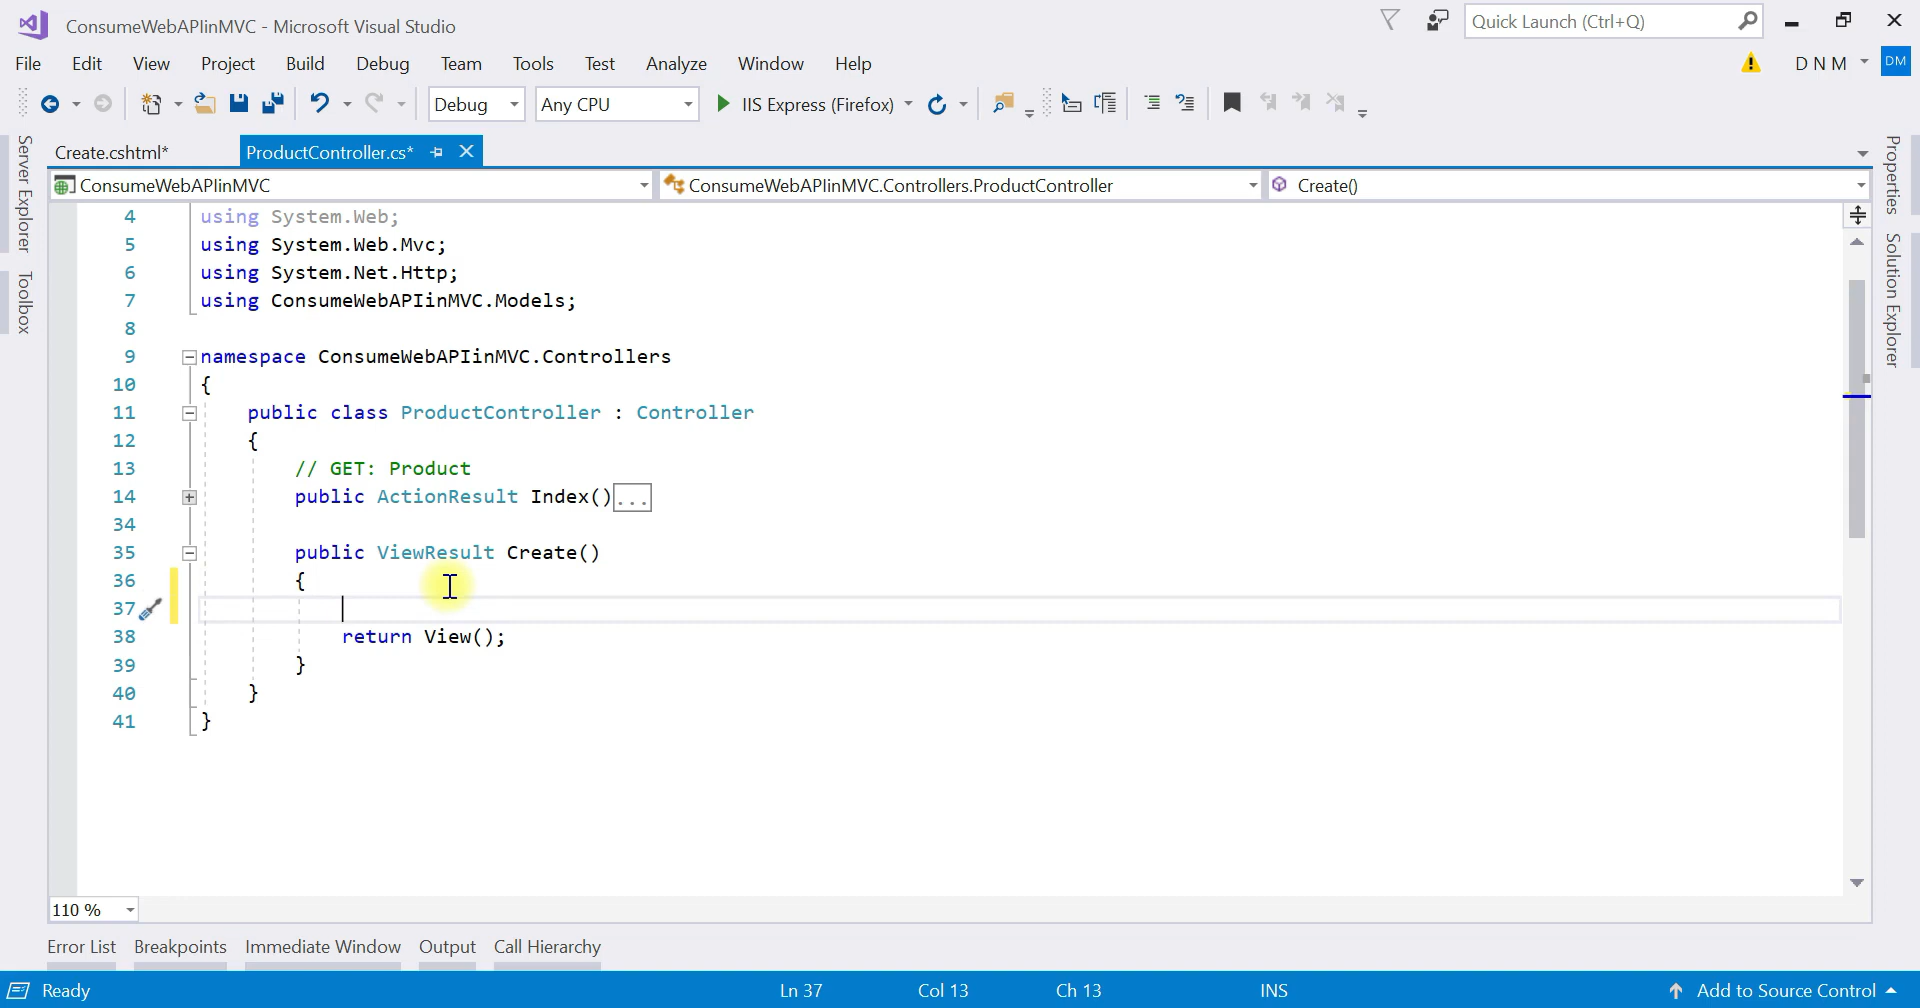 ConsumeWebAPIinMVC - Microsoft Visual Studio
Quick Launch (Ctrl+Q)
File Edit View Project Build Debug Team Tools Test Analyze Window Help
D N M DM
Debug Any CPU IIS Express (Firefox)
Server Explorer
Toolbox
Properties
Solution Explorer
Create.cshtml* ProductController.cs*
ConsumeWebAPIinMVC ConsumeWebAPIinMVC.Controllers.ProductController Create()
4 using System.Web;
5 using System.Web.Mvc;
6 using System.Net.Http;
7 using ConsumeWebAPIinMVC.Models;
8
9 namespace ConsumeWebAPIinMVC.Controllers
10 {
11 public class ProductController : Controller
12 {
13 // GET: Product
14 public ActionResult Index()...
34
35 public ViewResult Create()
36 {
37
38 return View();
39 }
40 }
41 }
110 %
Error List Breakpoints Immediate Window Output Call Hierarchy
Ready Ln 37 Col 13 Ch 13 INS Add to Source Control